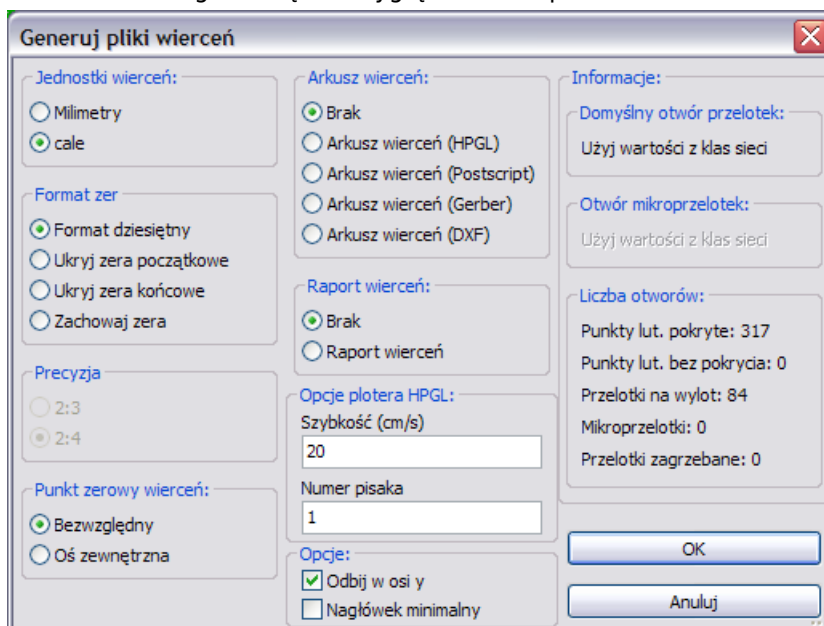 Generuj pliki wierceń
Jednostki wierceń:
Milimetry
cale
Format zer
Format dziesiętny
Ukryj zera początkowe
Ukryj zera końcowe
Zachowaj zera
Precyzja
2:3
2:4
Punkt zerowy wierceń:
Bezwzględny
Oś zewnętrzna
Arkusz wierceń:
Brak
Arkusz wierceń (HPGL)
Arkusz wierceń (Postscript)
Arkusz wierceń (Gerber)
Arkusz wierceń (DXF)
Raport wierceń:
Brak
Raport wierceń
Opcje plotera HPGL:
Szybkość (cm/s)
20
Numer pisaka
1
Opcje:
Odbij w osi y
Nagłówek minimalny
Informacje:
Domyślny otwór przelotek:
Użyj wartości z klas sieci
Otwór mikroprzelotek:
Użyj wartości z klas sieci
Liczba otworów:
Punkty lut. pokryte: 317
Punkty lut. bez pokrycia: 0
Przelotki na wylot: 84
Mikroprzelotki: 0
Przelotki zagrzebane: 0
OK
Anuluj